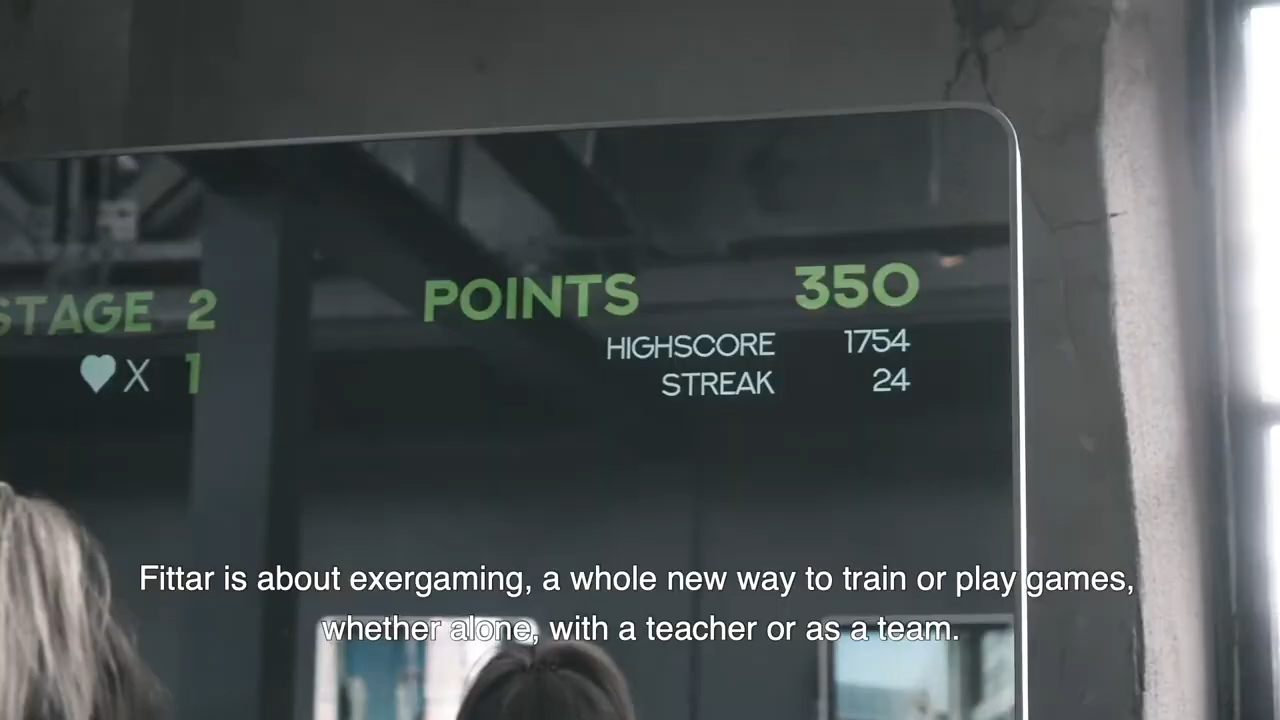 STAGE 2
X 1
POINTS 350
HIGHSCORE 1754
STREAK 24
Fittar is about exergaming, a whole new way to train or play games,
whether alone, with a teacher or as a team.